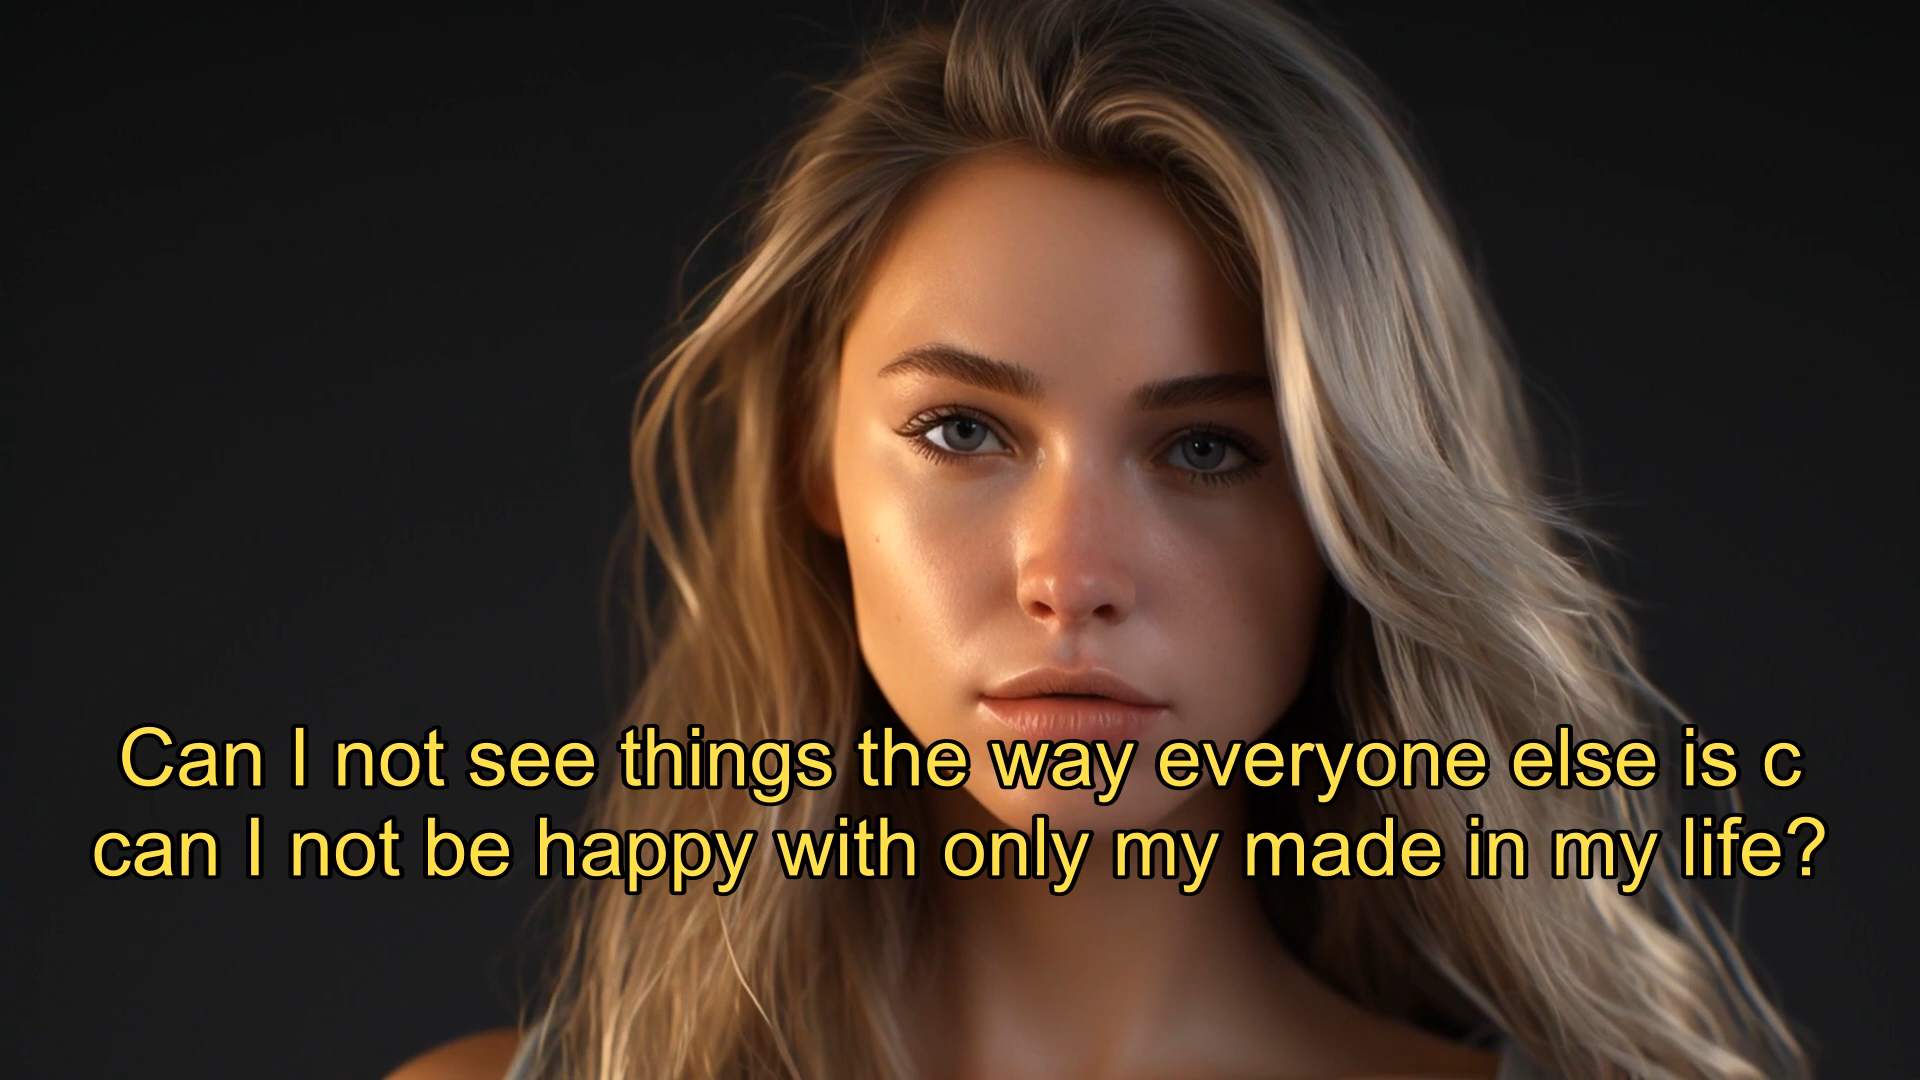 Can I not see things the way everyone else is c
can I not be happy with only my made in my life?